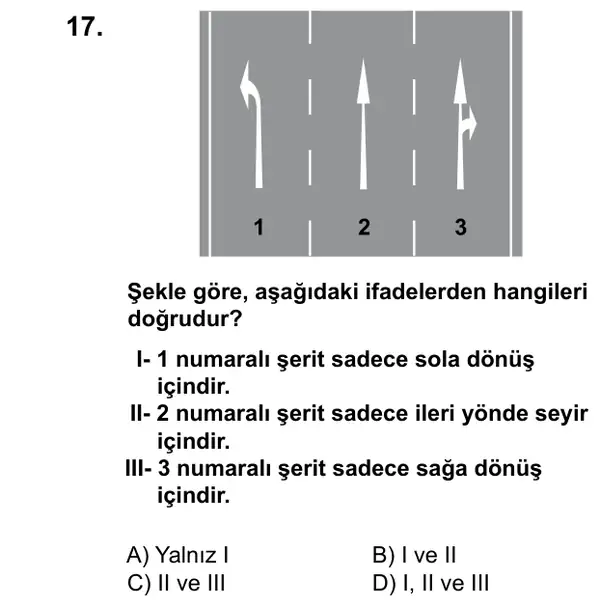 17.
1 2 3
Şekle göre, aşağıdaki ifadelerden hangileri
doğrudur?
I- 1 numaralı şerit sadece sola dönüş
içindir.
II- 2 numaralı şerit sadece ileri yönde seyir
içindir.
III- 3 numaralı şerit sadece sağa dönüş
içindir.
A) Yalnız I B) I ve II
C) II ve III D) I, II ve III